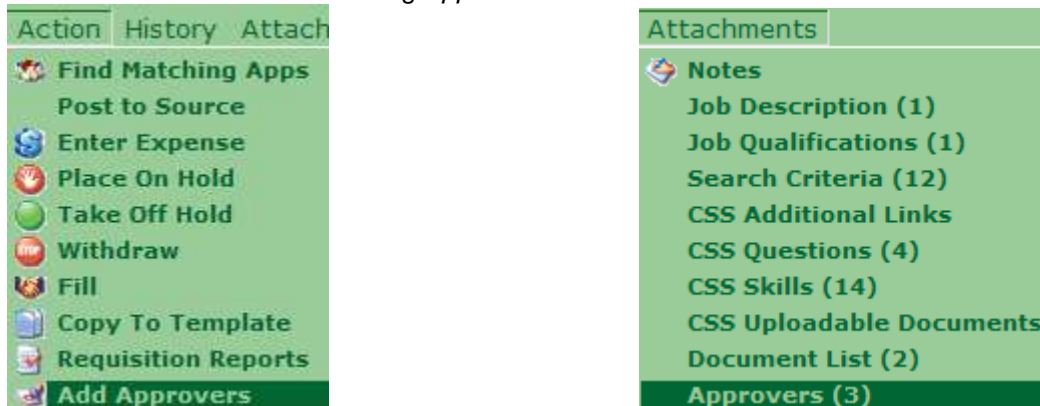 Action History Attach
Find Matching Apps
Post to Source
Enter Expense
Place On Hold
Take Off Hold
Withdraw
Fill
Copy To Template
Requisition Reports
Add Approvers
Attachments
Notes
Job Description (1)
Job Qualifications (1)
Search Criteria (12)
CSS Additional Links
CSS Questions (4)
CSS Skills (14)
CSS Uploadable Documents
Document List (2)
Approvers (3)